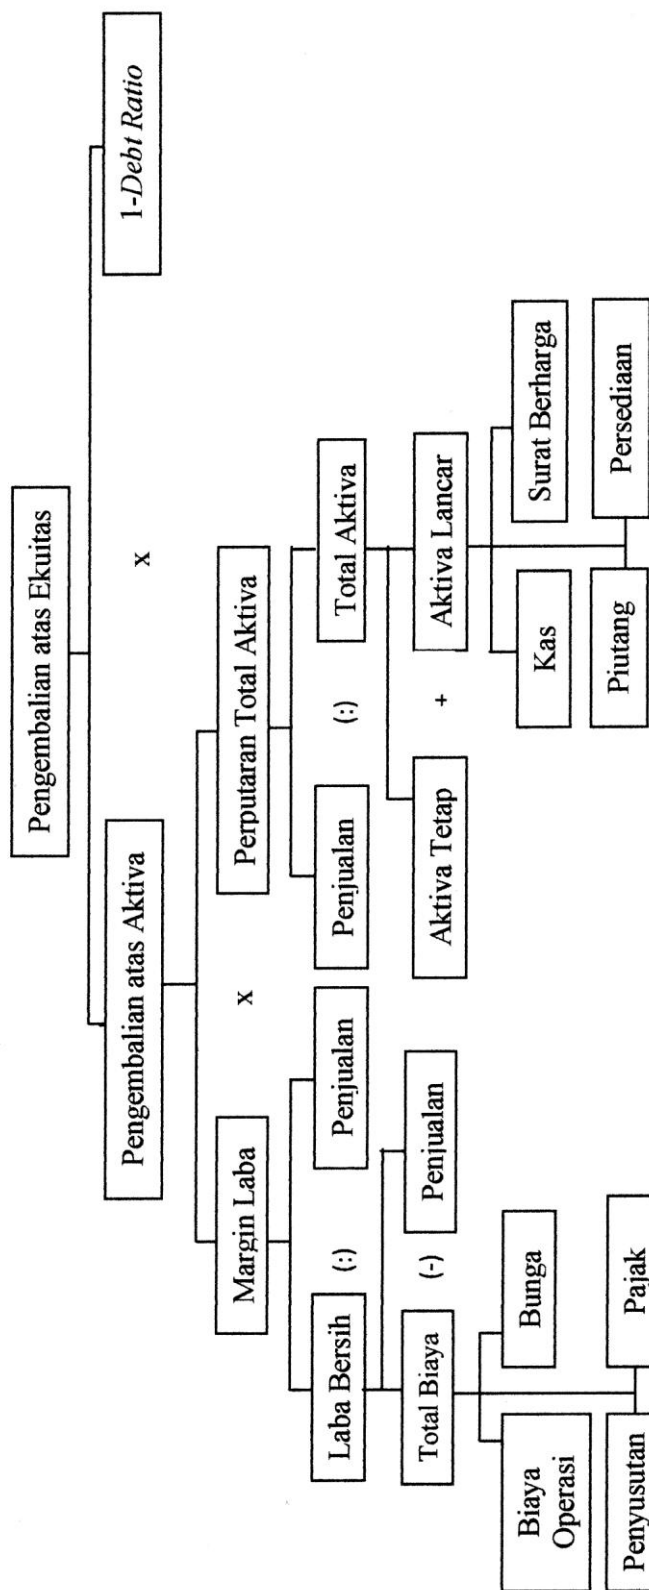 Pengembalian atas Ekuitas
Pengembalian atas Aktiva
x
1-Debt Ratio
Margin Laba
x
Perputaran Total Aktiva
Laba Bersih
(:)
Penjualan
Penjualan
(:)
Total Aktiva
Total Biaya
(-)
Penjualan
Aktiva Tetap
+
Aktiva Lancar
Biaya
Operasi
Bunga
Kas
Surat Berharga
Penyusutan
Pajak
Piutang
Persediaan